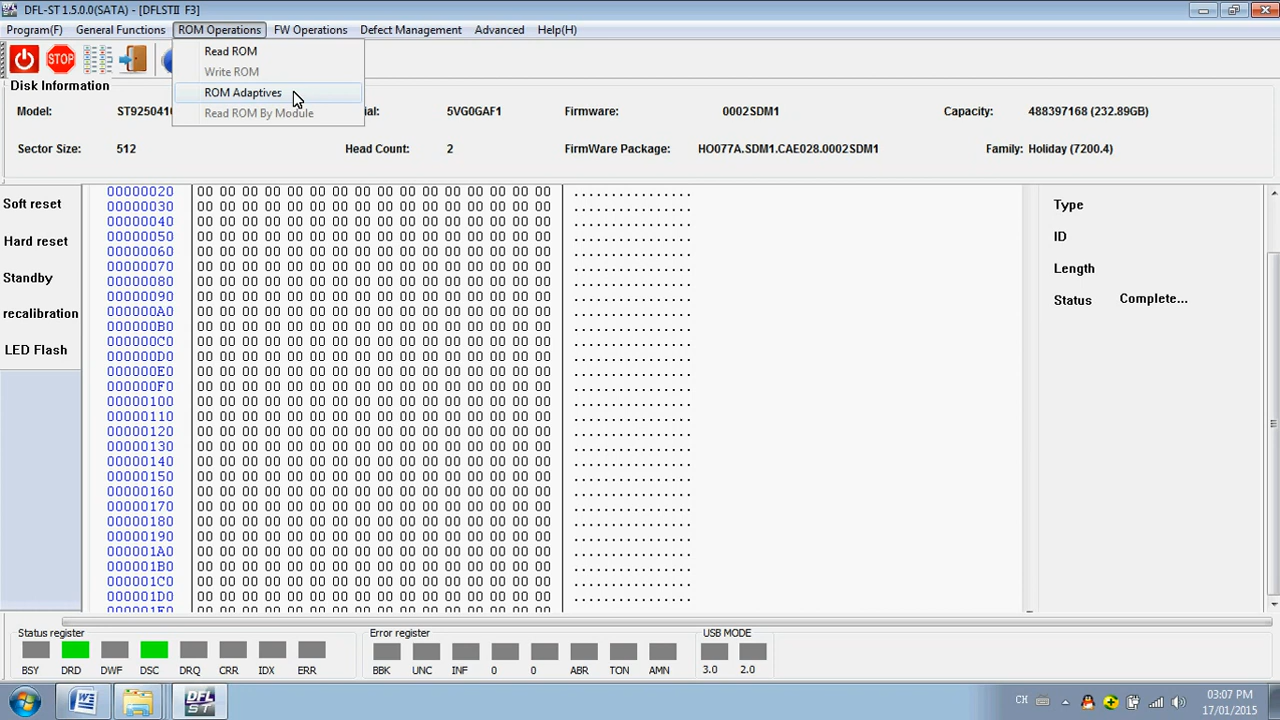 DFL-ST 1.5.0.0(SATA) - [DFLSTII F3]
Program(F) General Functions ROM Operations FW Operations Defect Management Advanced Help(H)
Read ROM
Write ROM
ROM Adaptives
Read ROM By Module
STOP
Disk Information
Model: ST9250410 ial: 5VG0GAF1 Firmware: 0002SDM1 Capacity: 488397168 (232.89GB)
Sector Size: 512 Head Count: 2 FirmWare Package: HO077A.SDM1.CAE028.0002SDM1 Family: Holiday (7200.4)
Soft reset
Hard reset
Standby
recalibration
LED Flash
00000020 00 00 00 00 00 00 00 00 00 00 00 00 00 00 00 00 ................
00000030 00 00 00 00 00 00 00 00 00 00 00 00 00 00 00 00 ................
00000040 00 00 00 00 00 00 00 00 00 00 00 00 00 00 00 00 ................
00000050 00 00 00 00 00 00 00 00 00 00 00 00 00 00 00 00 ................
00000060 00 00 00 00 00 00 00 00 00 00 00 00 00 00 00 00 ................
00000070 00 00 00 00 00 00 00 00 00 00 00 00 00 00 00 00 ................
00000080 00 00 00 00 00 00 00 00 00 00 00 00 00 00 00 00 ................
00000090 00 00 00 00 00 00 00 00 00 00 00 00 00 00 00 00 ................
000000A0 00 00 00 00 00 00 00 00 00 00 00 00 00 00 00 00 ................
000000B0 00 00 00 00 00 00 00 00 00 00 00 00 00 00 00 00 ................
000000C0 00 00 00 00 00 00 00 00 00 00 00 00 00 00 00 00 ................
000000D0 00 00 00 00 00 00 00 00 00 00 00 00 00 00 00 00 ................
000000E0 00 00 00 00 00 00 00 00 00 00 00 00 00 00 00 00 ................
000000F0 00 00 00 00 00 00 00 00 00 00 00 00 00 00 00 00 ................
00000100 00 00 00 00 00 00 00 00 00 00 00 00 00 00 00 00 ................
00000110 00 00 00 00 00 00 00 00 00 00 00 00 00 00 00 00 ................
00000120 00 00 00 00 00 00 00 00 00 00 00 00 00 00 00 00 ................
00000130 00 00 00 00 00 00 00 00 00 00 00 00 00 00 00 00 ................
00000140 00 00 00 00 00 00 00 00 00 00 00 00 00 00 00 00 ................
00000150 00 00 00 00 00 00 00 00 00 00 00 00 00 00 00 00 ................
00000160 00 00 00 00 00 00 00 00 00 00 00 00 00 00 00 00 ................
00000170 00 00 00 00 00 00 00 00 00 00 00 00 00 00 00 00 ................
00000180 00 00 00 00 00 00 00 00 00 00 00 00 00 00 00 00 ................
00000190 00 00 00 00 00 00 00 00 00 00 00 00 00 00 00 00 ................
000001A0 00 00 00 00 00 00 00 00 00 00 00 00 00 00 00 00 ................
000001B0 00 00 00 00 00 00 00 00 00 00 00 00 00 00 00 00 ................
000001C0 00 00 00 00 00 00 00 00 00 00 00 00 00 00 00 00 ................
000001D0 00 00 00 00 00 00 00 00 00 00 00 00 00 00 00 00 ................
000001E0 00 00 00 00 00 00 00 00 00 00 00 00 00 00 00 00
Type
ID
Length
Status Complete...
Status register Error register USB MODE
BSY DRD DWF DSC DRQ CRR IDX ERR BBK UNC INF 0 0 ABR TON AMN 3.0 2.0
DFL
ST
CH
03:07 PM
17/01/2015